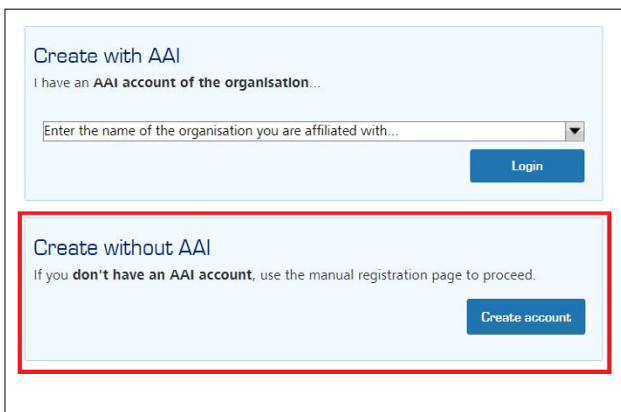 Create with AAI
I have an AAI account of the organisation...
Enter the name of the organisation you are affiliated with...
Login
Create without AAI
If you don't have an AAI account, use the manual registration page to proceed.
Create account